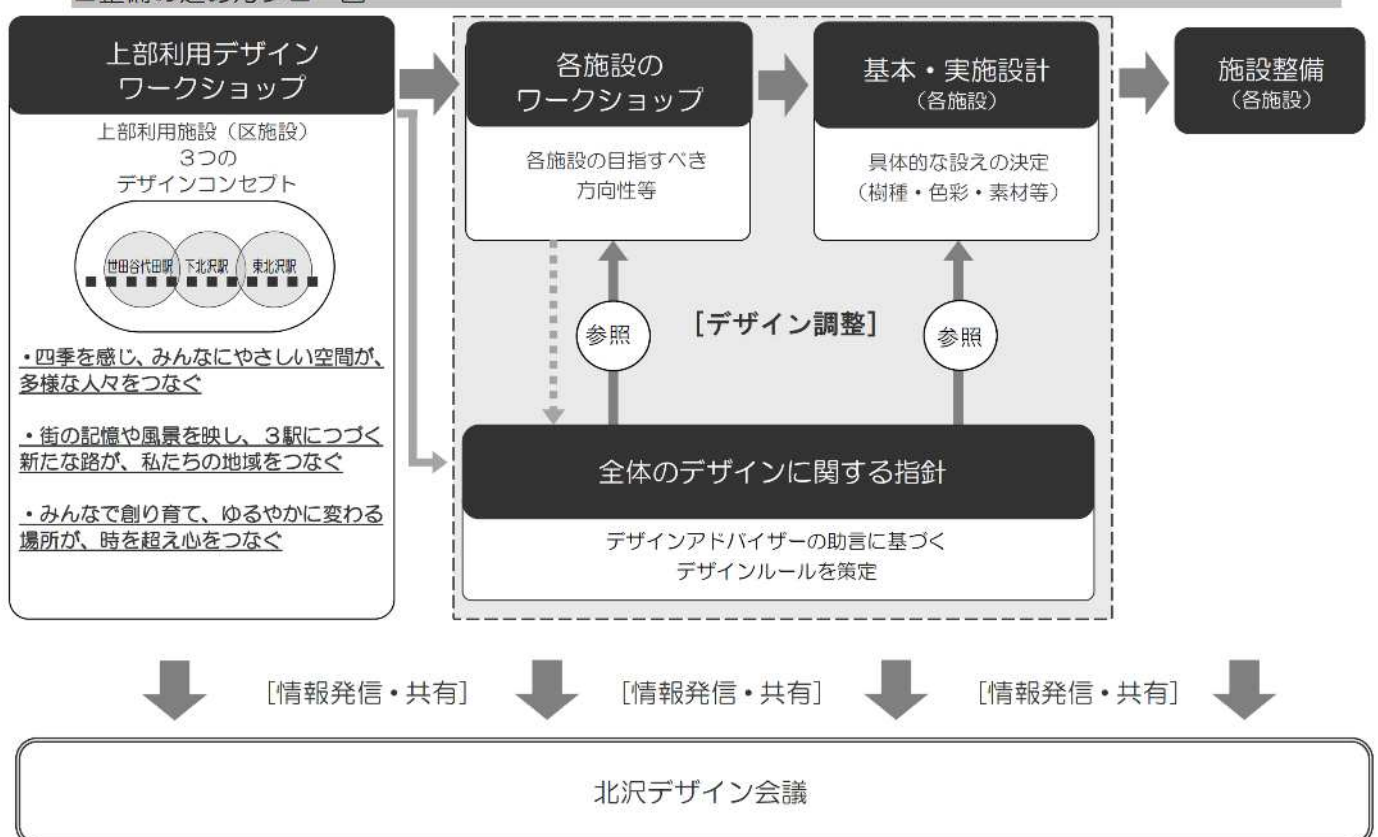 上部利用デザイン
ワークショップ
上部利用施設（区施設）
３つの
デザインコンセプト
世田谷代田駅
下北沢駅
東北沢駅
・四季を感じ、みんなにやさしい空間が、
多様な人々をつなぐ
・街の記憶や風景を映し、３駅につづく
新たな路が、私たちの地域をつなぐ
・みんなで創り育て、ゆるやかに変わる
場所が、時を超え心をつなぐ
各施設の
ワークショップ
各施設の目指すべき
方向性等
基本・実施設計
（各施設）
具体的な設えの決定
（樹種・色彩・素材等）
施設整備
（各施設）
参照
［デザイン調整］
参照
全体のデザインに関する指針
デザインアドバイザーの助言に基づく
デザインルールを策定
［情報発信・共有］
［情報発信・共有］
［情報発信・共有］
北沢デザイン会議